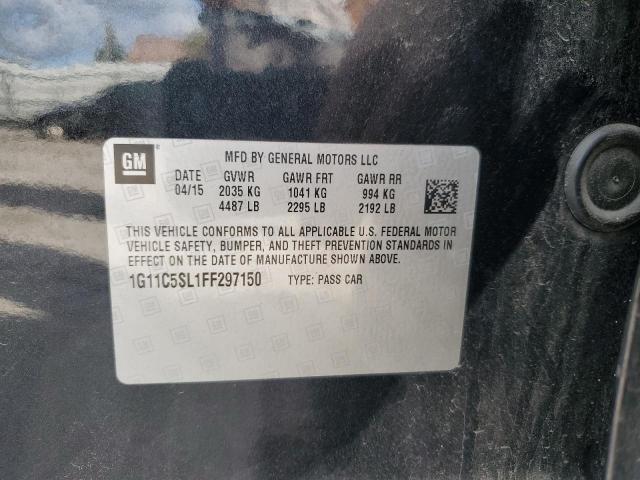 GM
MFD BY GENERAL MOTORS LLC
DATE GVWR GAWR FRT GAWR RR
04/15 2035 KG 1041 KG 994 KG
4487 LB 2295 LB 2192 LB
THIS VEHICLE CONFORMS TO ALL APPLICABLE U.S. FEDERAL MOTOR
VEHICLE SAFETY, BUMPER, AND THEFT PREVENTION STANDARDS IN
EFFECT ON THE DATE OF MANUFACTURE SHOWN ABOVE.
1G11C5SL1FF297150 TYPE: PASS CAR